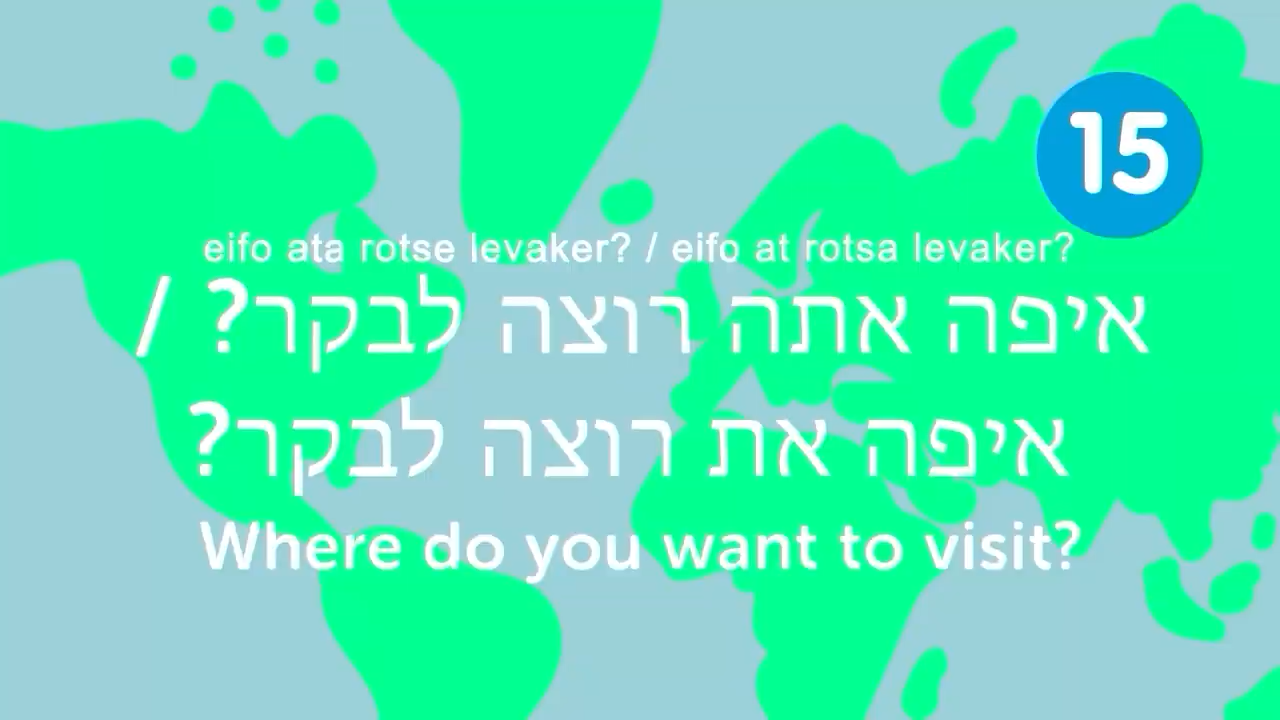 15
eifo ata rotse levaker? / eifo at rotsa levaker?
איפה אתה רוצה לבקר? /
איפה את רוצה לבקר?
Where do you want to visit?